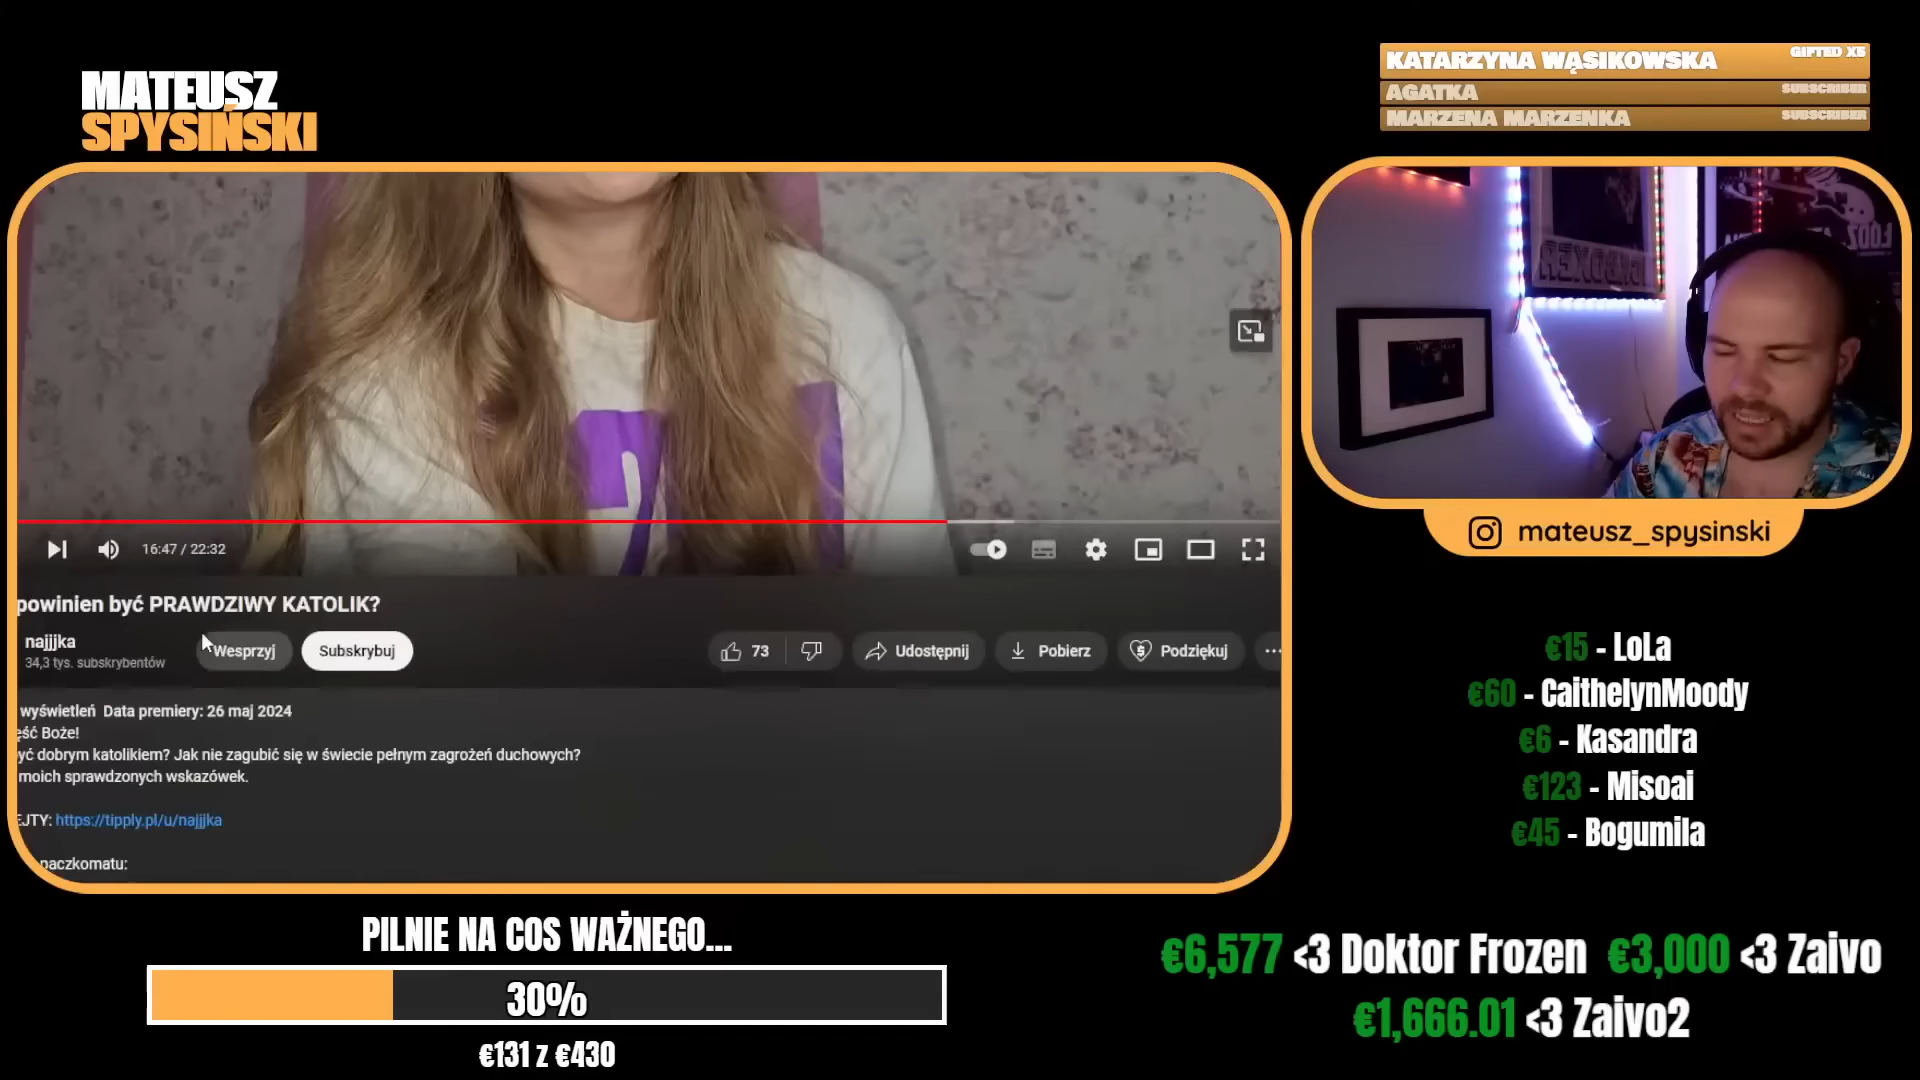 MATEUSZ
SPYSIŃSKI
KATARZYNA WĄSIKOWSKA GIFTED X5
AGATKA SUBSCRIBER
MARZENA MARZENKA SUBSCRIBER
16:47 / 22:32
powinien być PRAWDZIWY KATOLIK?
najjjka
34,3 tys. subskrybentów
Wesprzyj
Subskrybuj
73
Udostępnij
Pobierz
Podziękuj
wyświetleń Data premiery: 26 maj 2024
eść Boże!
yć dobrym katolikiem? Jak nie zagubić się w świecie pełnym zagrożeń duchowych?
moich sprawdzonych wskazówek.
EJTY: https://tipply.pl/u/najjjka
paczkomatu:
mateusz_spysinski
€15 - LoLa
€60 - CaithelynMoody
€6 - Kasandra
€123 - Misoai
€45 - Bogumila
PILNIE NA COS WAŻNEGO...
30%
€131 z €430
€6,577 <3 Doktor Frozen €3,000 <3 Zaivo
€1,666.01 <3 Zaivo2